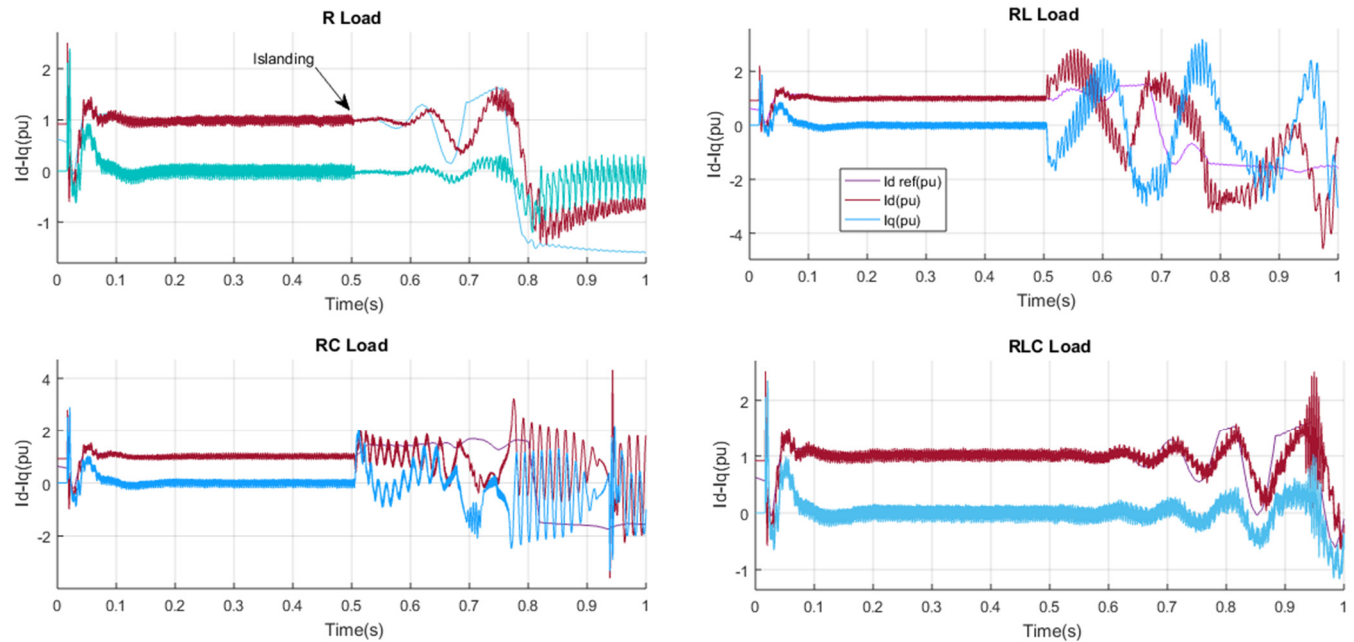 R Load
Islanding
Id-Iq(pu)
2
1
0
-1
0 0.1 0.2 0.3 0.4 0.5 0.6 0.7 0.8 0.9 1
Time(s)
RL Load
Id-Iq(pu)
2
0
-2
-4
Id ref(pu)
Id(pu)
Iq(pu)
0 0.1 0.2 0.3 0.4 0.5 0.6 0.7 0.8 0.9 1
Time(s)
RC Load
Id-Iq(pu)
4
2
0
-2
0 0.1 0.2 0.3 0.4 0.5 0.6 0.7 0.8 0.9 1
Time(s)
RLC Load
Id-Iq(pu)
2
1
0
-1
0 0.1 0.2 0.3 0.4 0.5 0.6 0.7 0.8 0.9 1
Time(s)